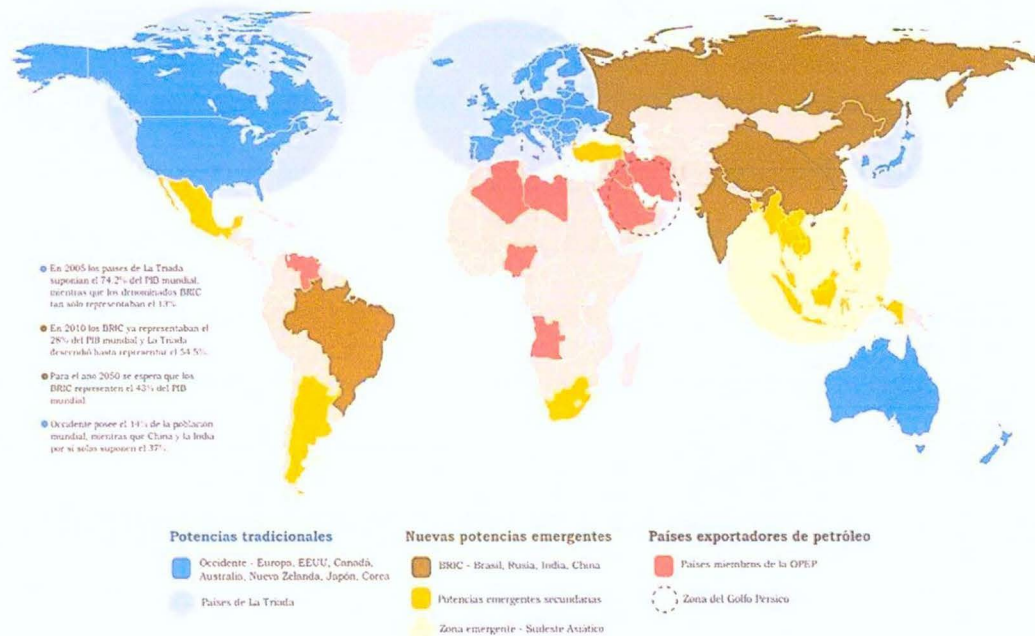 En 2005 los países de La Triada
suponían el 74.2% del PIB mundial,
mientras que los denominados BRIC
tan solo representaban el 13%
En 2010 los BRIC ya representaban el
28% del PIB mundial y La Triada
descendió hasta representar el 54.5%
Para el año 2050 se espera que los
BRIC representen el 43% del PIB
mundial
Occidente posee el 14% de la población
mundial, mientras que China y la India
por si solas suponen el 37%
Potencias tradicionales
Occidente - Europa, EEUU, Canadá,
Australia, Nueva Zelanda, Japón, Corea
Países de La Triada
Nuevas potencias emergentes
BRIC - Brasil, Rusia, India, China
Potencias emergentes secundarias
Zona emergente - Sudeste Asiático
Países exportadores de petróleo
Países miembros de la OPEP
Zona del Golfo Pérsico